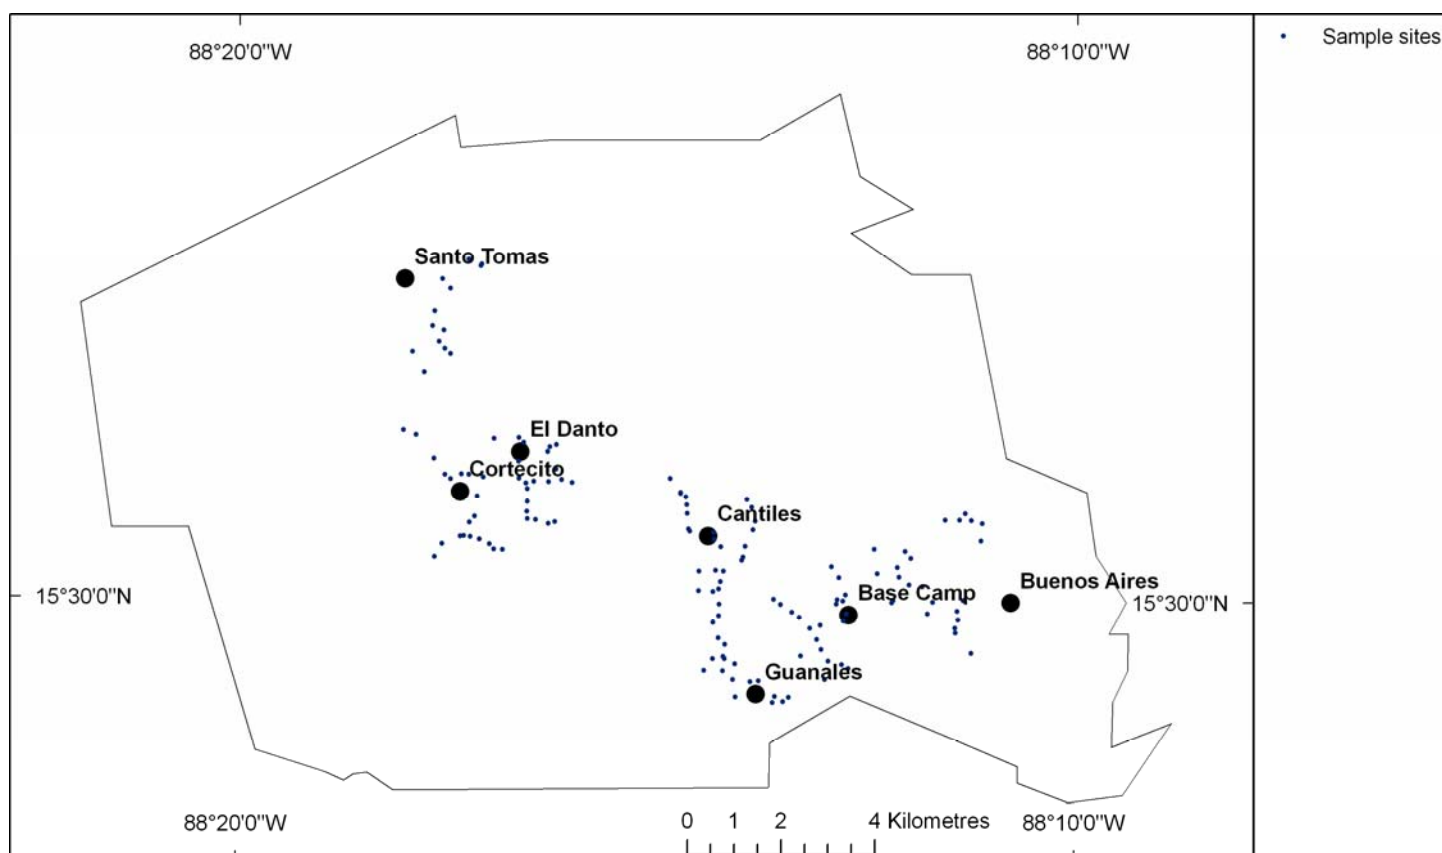 88°20'0"W
88°10'0"W
Sample sites
Santo Tomas
El Danto
Cortecito
Cantiles
Buenos Aires
Base Camp
15°30'0"N
15°30'0"N
Guanales
88°20'0"W
0 1 2 4 Kilometres
88°10'0"W